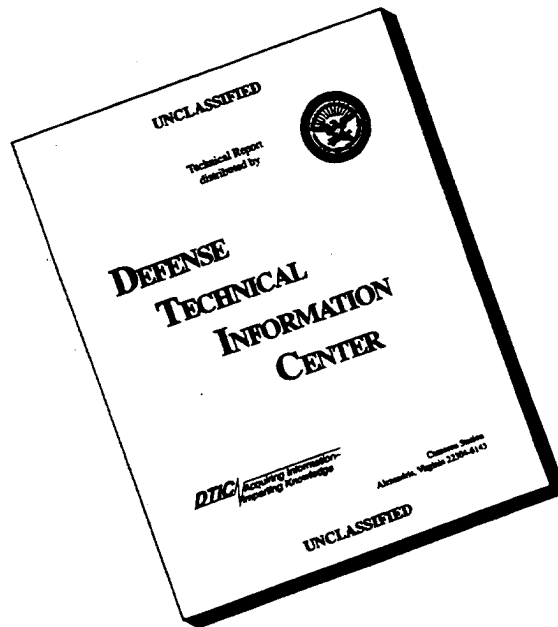 UNCLASSIFIED
Technical Report
distributed by
DEFENSE
TECHNICAL
INFORMATION
CENTER
DTIC
Acquiring Information-
Imparting Knowledge
Cameron Station
Alexandria, Virginia 22304-6145
UNCLASSIFIED